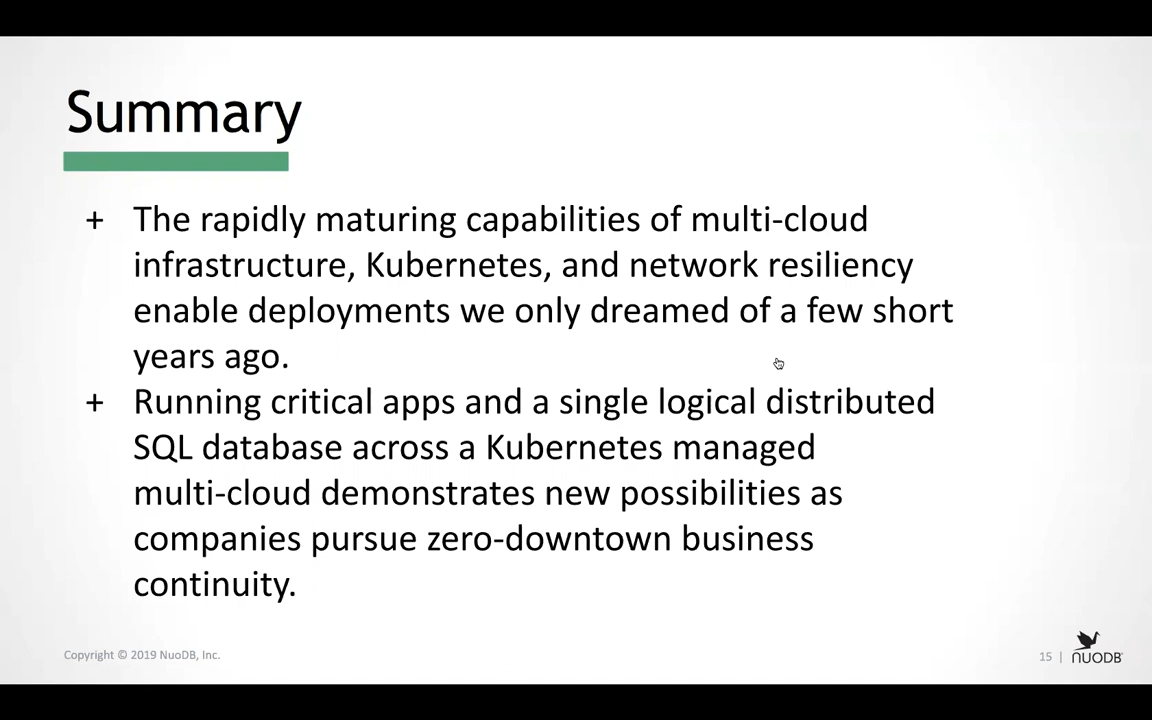 Summary
+ The rapidly maturing capabilities of multi-cloud
infrastructure, Kubernetes, and network resiliency
enable deployments we only dreamed of a few short
years ago.
+ Running critical apps and a single logical distributed
SQL database across a Kubernetes managed
multi-cloud demonstrates new possibilities as
companies pursue zero-downtown business
continuity.
Copyright © 2019 NuoDB, Inc.
15 |
NUODB